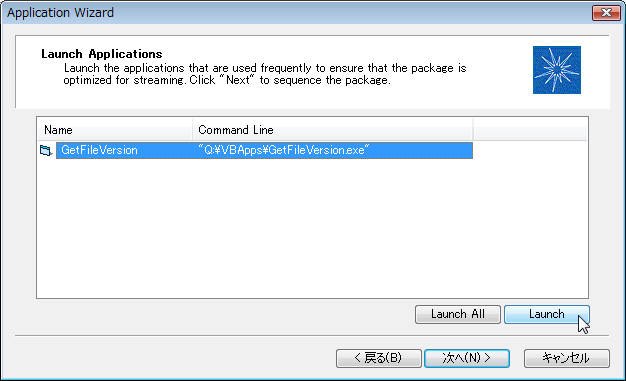 Application Wizard
Launch Applications
Launch the applications that are used frequently to ensure that the package is
optimized for streaming. Click "Next" to sequence the package.
Name Command Line
GetFileVersion "Q:¥VBApps¥GetFileVersion.exe"
Launch All Launch
< 戻る(B) 次へ(N) > キャンセル